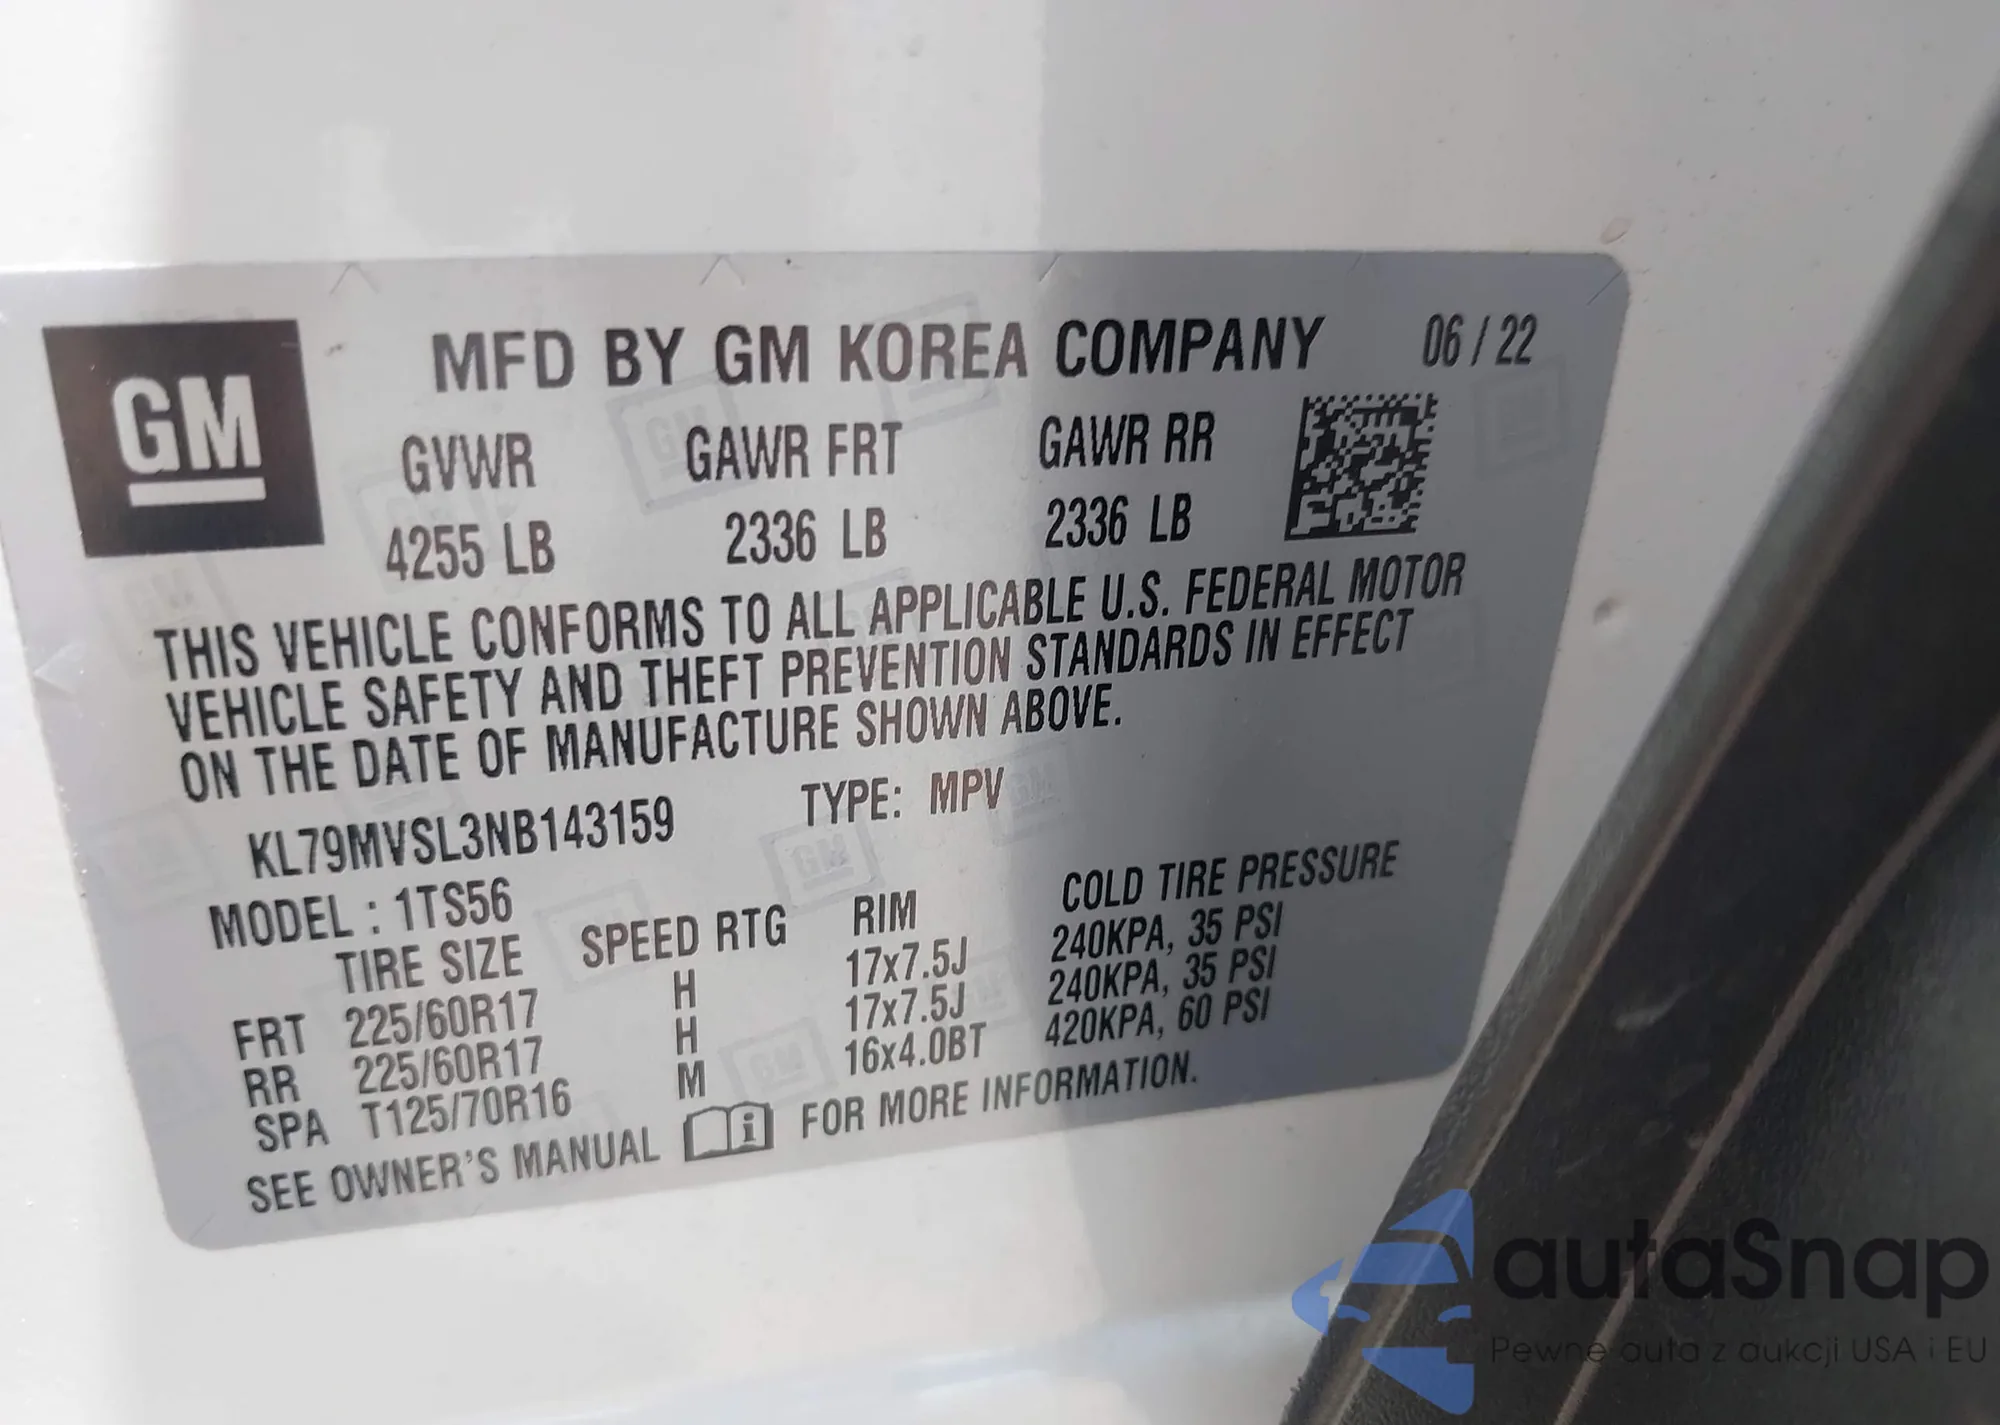 GM
MFD BY GM KOREA COMPANY 06 / 22
GVWR GAWR FRT GAWR RR
4255 LB 2336 LB 2336 LB
THIS VEHICLE CONFORMS TO ALL APPLICABLE U.S. FEDERAL MOTOR
VEHICLE SAFETY AND THEFT PREVENTION STANDARDS IN EFFECT
ON THE DATE OF MANUFACTURE SHOWN ABOVE.
KL79MVSL3NB143159 TYPE: MPV
MODEL : 1TS56
TIRE SIZE SPEED RTG RIM COLD TIRE PRESSURE
FRT 225/60R17 H 17x7.5J 240KPA, 35 PSI
RR 225/60R17 H 17x7.5J 240KPA, 35 PSI
SPA T125/70R16 M 16x4.0BT 420KPA, 60 PSI
SEE OWNER'S MANUAL FOR MORE INFORMATION.
autaSnap
Pewne auta z aukcji USA i EU